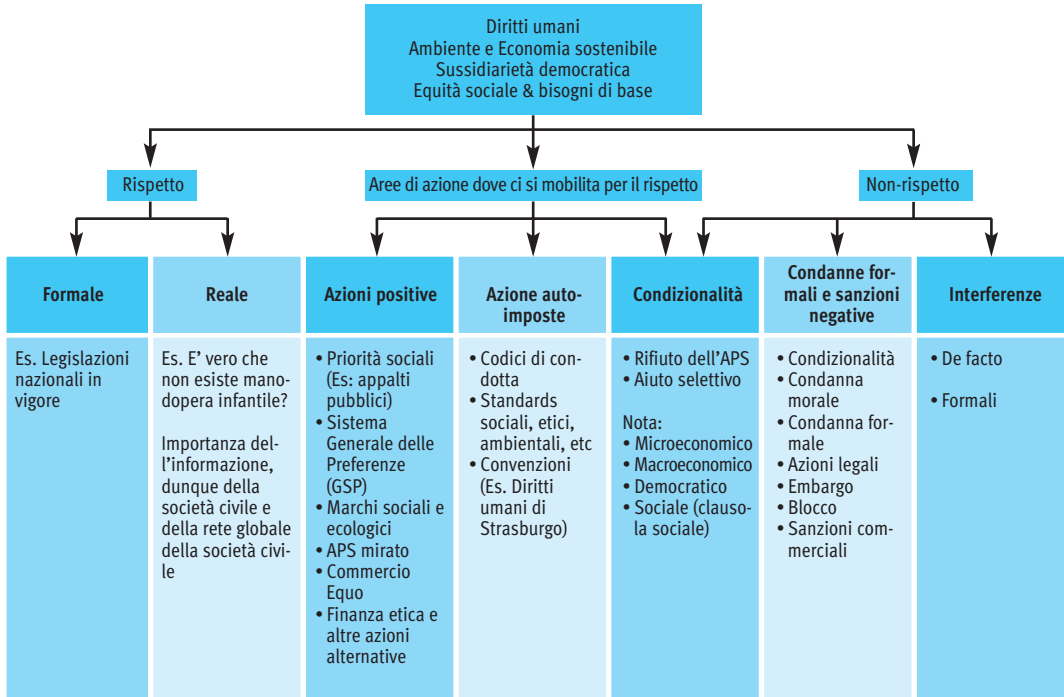 Diritti umani
Ambiente e Economia sostenibile
Sussidiarietà democratica
Equità sociale & bisogni di base
Rispetto
Aree di azione dove ci si mobilita per il rispetto
Non-rispetto
Formale
Es. Legislazioni
nazionali in
vigore
Reale
Es. E' vero che
non esiste mano-
dopera infantile?
Importanza del-
l'informazione,
dunque della
società civile e
della rete globale
della società civi-
le
Azioni positive
• Priorità sociali
(Es: appalti
pubblici)
• Sistema
Generale delle
Preferenze
(GSP)
• Marchi sociali e
ecologici
• APS mirato
• Commercio
Equo
• Finanza etica e
altre azioni
alternative
Azione auto-
imposte
• Codici di con-
dotta
• Standards
sociali, etici,
ambientali, etc
• Convenzioni
(Es. Diritti
umani di
Strasburgo)
Condizionalità
• Rifiuto dell'APS
• Aiuto selettivo
Nota:
• Microeconomico
• Macroeconomico
• Democratico
• Sociale (clauso-
la sociale)
Condanne for-
mali e sanzioni
negative
• Condizionalità
• Condanna
morale
• Condanna for-
male
• Azioni legali
• Embargo
• Blocco
• Sanzioni com-
merciali
Interferenze
• De facto
• Formali